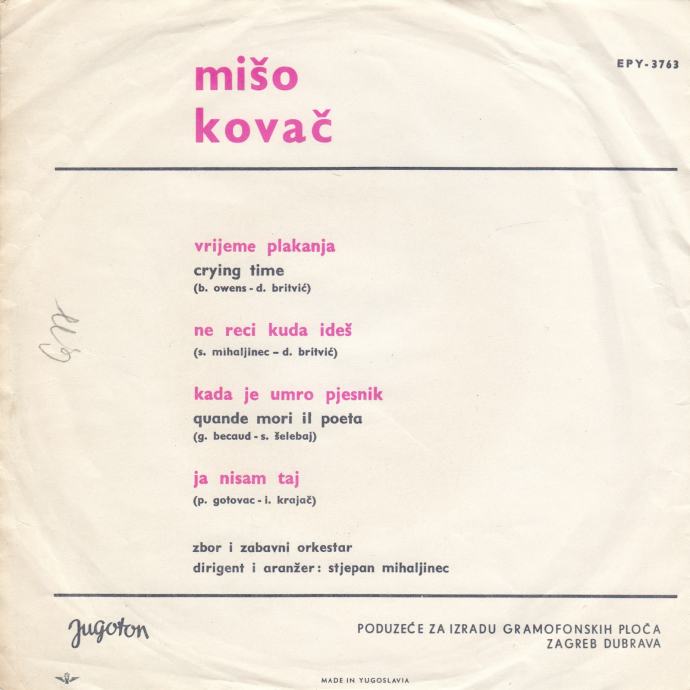 mišo
kovač
EPY-3763
vrijeme plakanja
crying time
(b. owens - d. britvić)
ne reci kuda ideš
(s. mihaljinec - d. britvić)
kada je umro pjesnik
quande mori il poeta
(g. becaud - s. šelebaj)
ja nisam taj
(p. gotovac - i. krajač)
zbor i zabavni orkestar
dirigent i aranžer: stjepan mihaljinec
Jugoton
PODUZEĆE ZA IZRADU GRAMOFONSKIH PLOČA
ZAGREB DUBRAVA
MADE IN YUGOSLAVIA